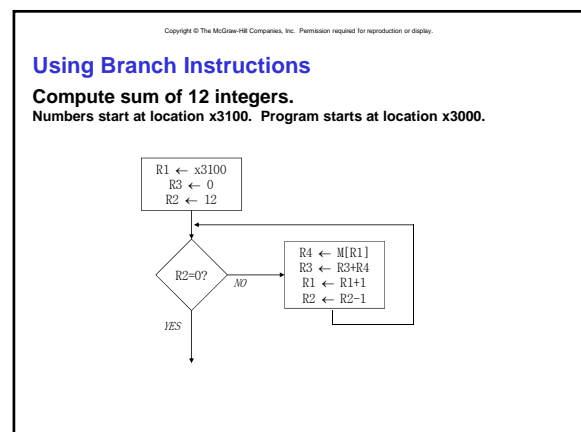 Copyright © The McGraw-Hill Companies, Inc. Permission required for reproduction or display.
Using Branch Instructions
Compute sum of 12 integers.
Numbers start at location x3100. Program starts at location x3000.
R1 ← x3100
R3 ← 0
R2 ← 12
R2=0?
NO
R4 ← M[R1]
R3 ← R3+R4
R1 ← R1+1
R2 ← R2-1
YES